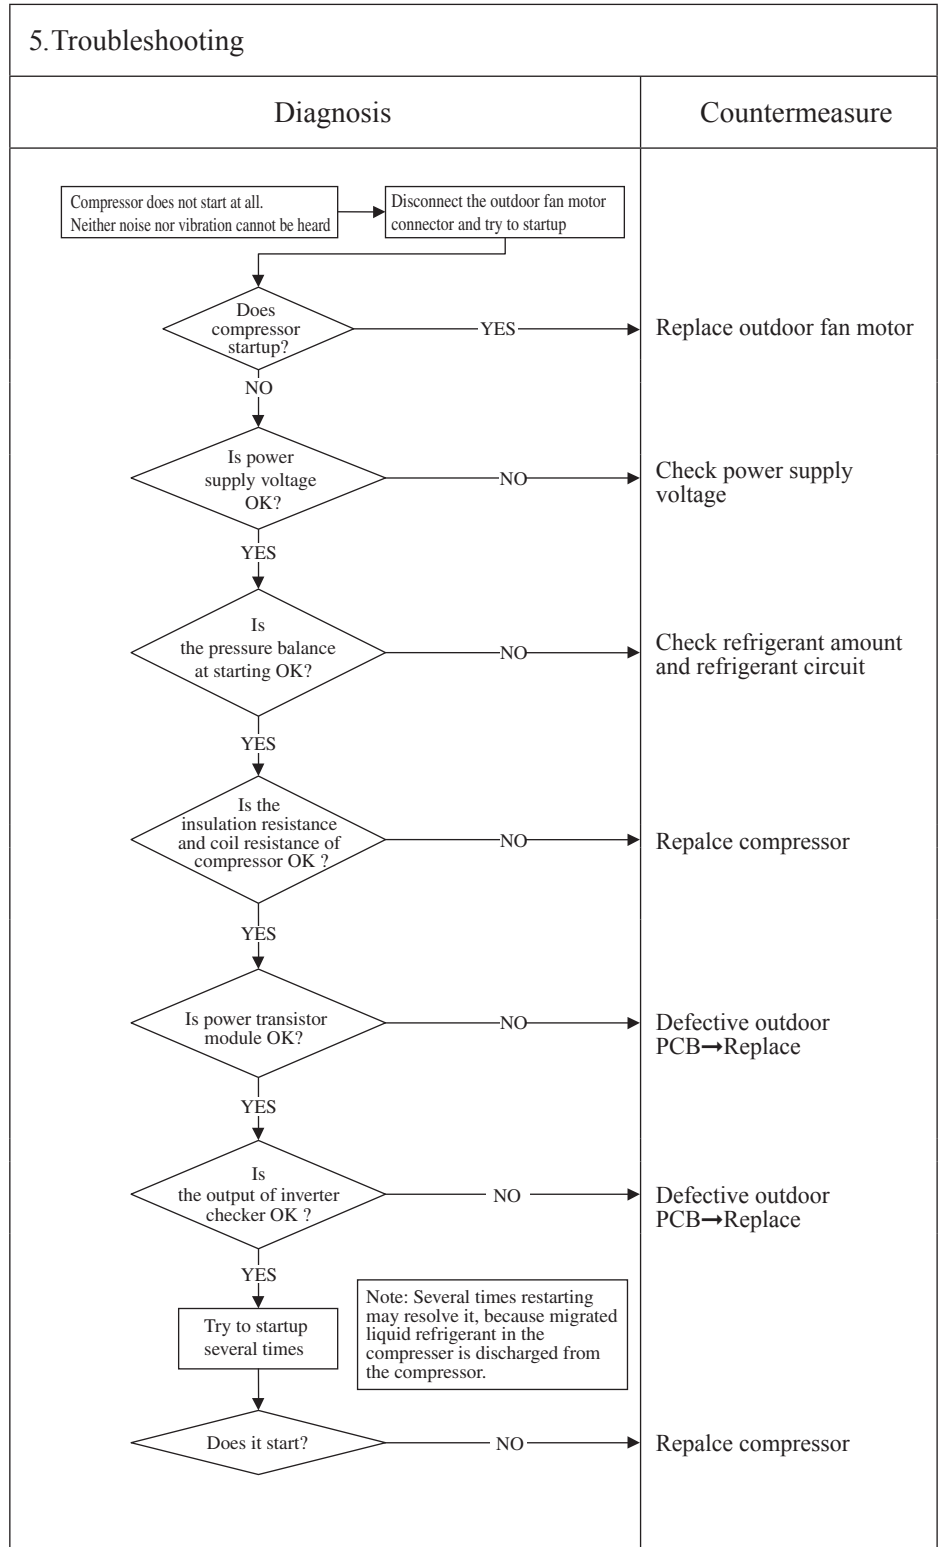 5.Troubleshooting
Diagnosis
Countermeasure
Compressor does not start at all.
Neither noise nor vibration cannot be heard
Disconnect the outdoor fan motor
connector and try to startup
Does
compressor
startup?
YES
Replace outdoor fan motor
NO
Is power
supply voltage
OK?
NO
Check power supply
voltage
YES
Is
the pressure balance
at starting OK?
NO
Check refrigerant amount
and refrigerant circuit
YES
Is the
insulation resistance
and coil resistance of
compressor OK ?
NO
Repalce compressor
YES
Is power transistor
module OK?
NO
Defective outdoor
PCB→Replace
YES
Is
the output of inverter
checker OK ?
NO
Defective outdoor
PCB→Replace
YES
Try to startup
several times
Note: Several times restarting
may resolve it, because migrated
liquid refrigerant in the
compresser is discharged from
the compressor.
Does it start?
NO
Repalce compressor